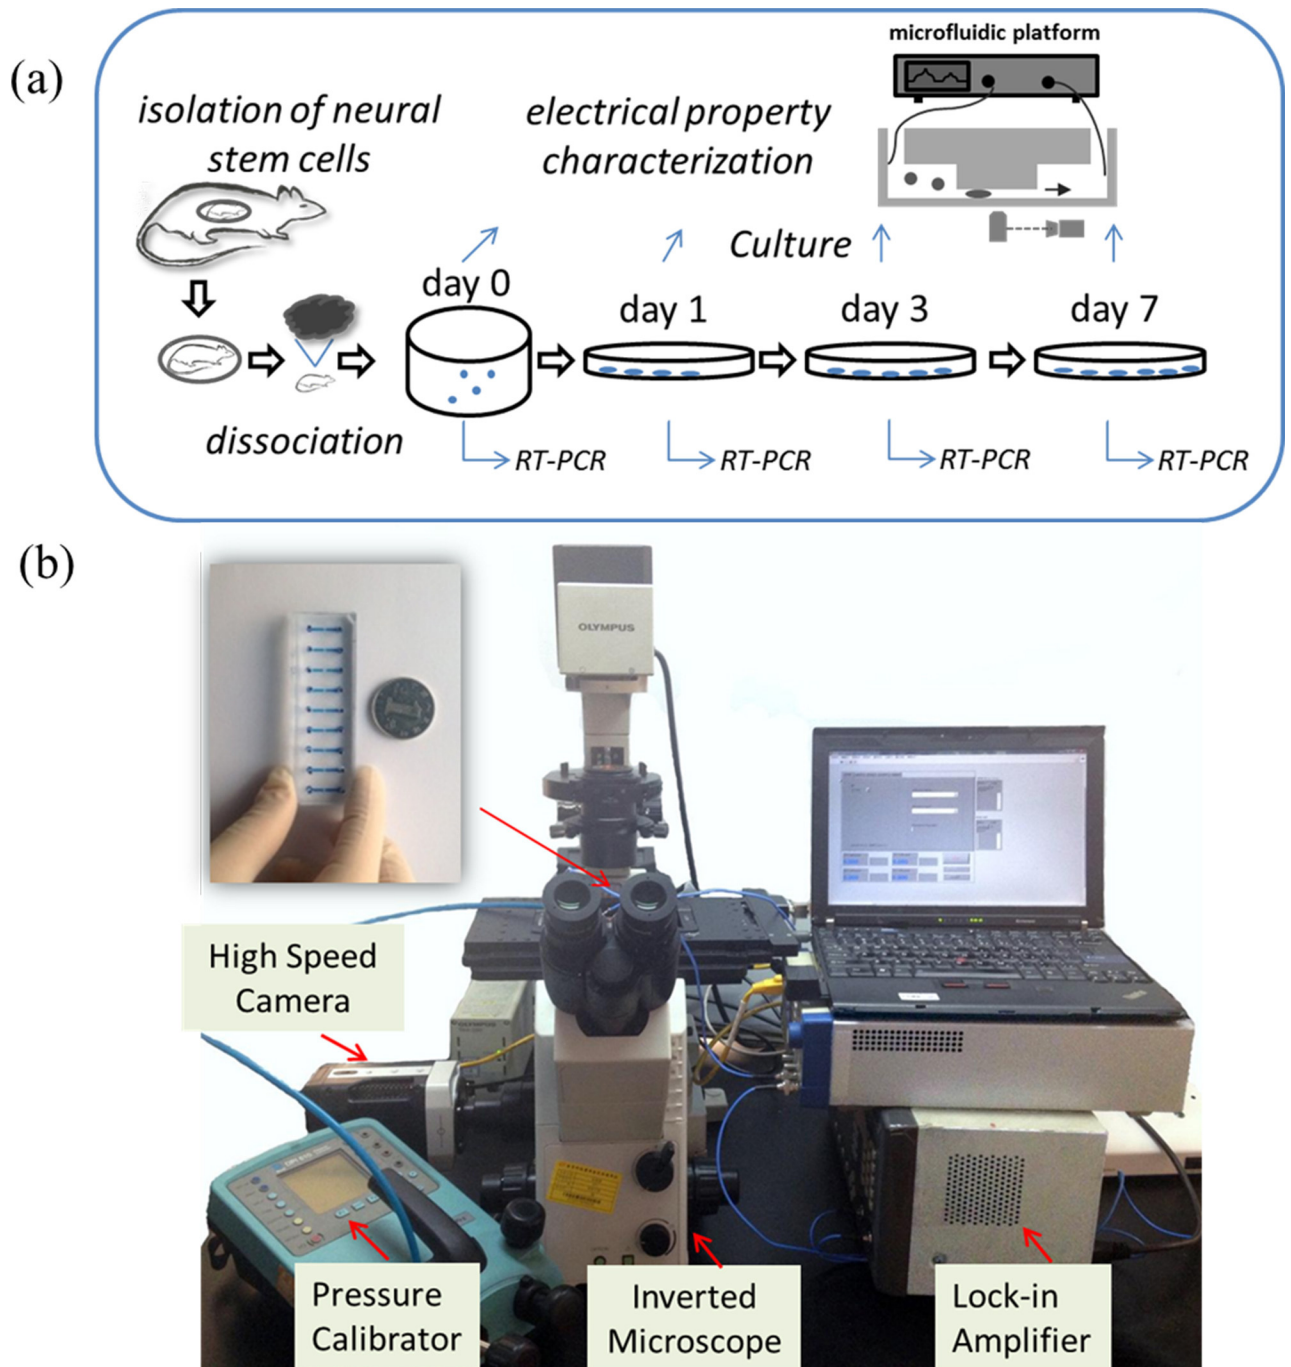 (a)
microfluidic platform
isolation of neural
stem cells
electrical property
characterization
Culture
day 0
day 1
day 3
day 7
dissociation
RT-PCR
RT-PCR
RT-PCR
RT-PCR
(b)
OLYMPUS
High Speed
Camera
OLYMPUS
Pressure
Calibrator
Inverted
Microscope
Lock-in
Amplifier